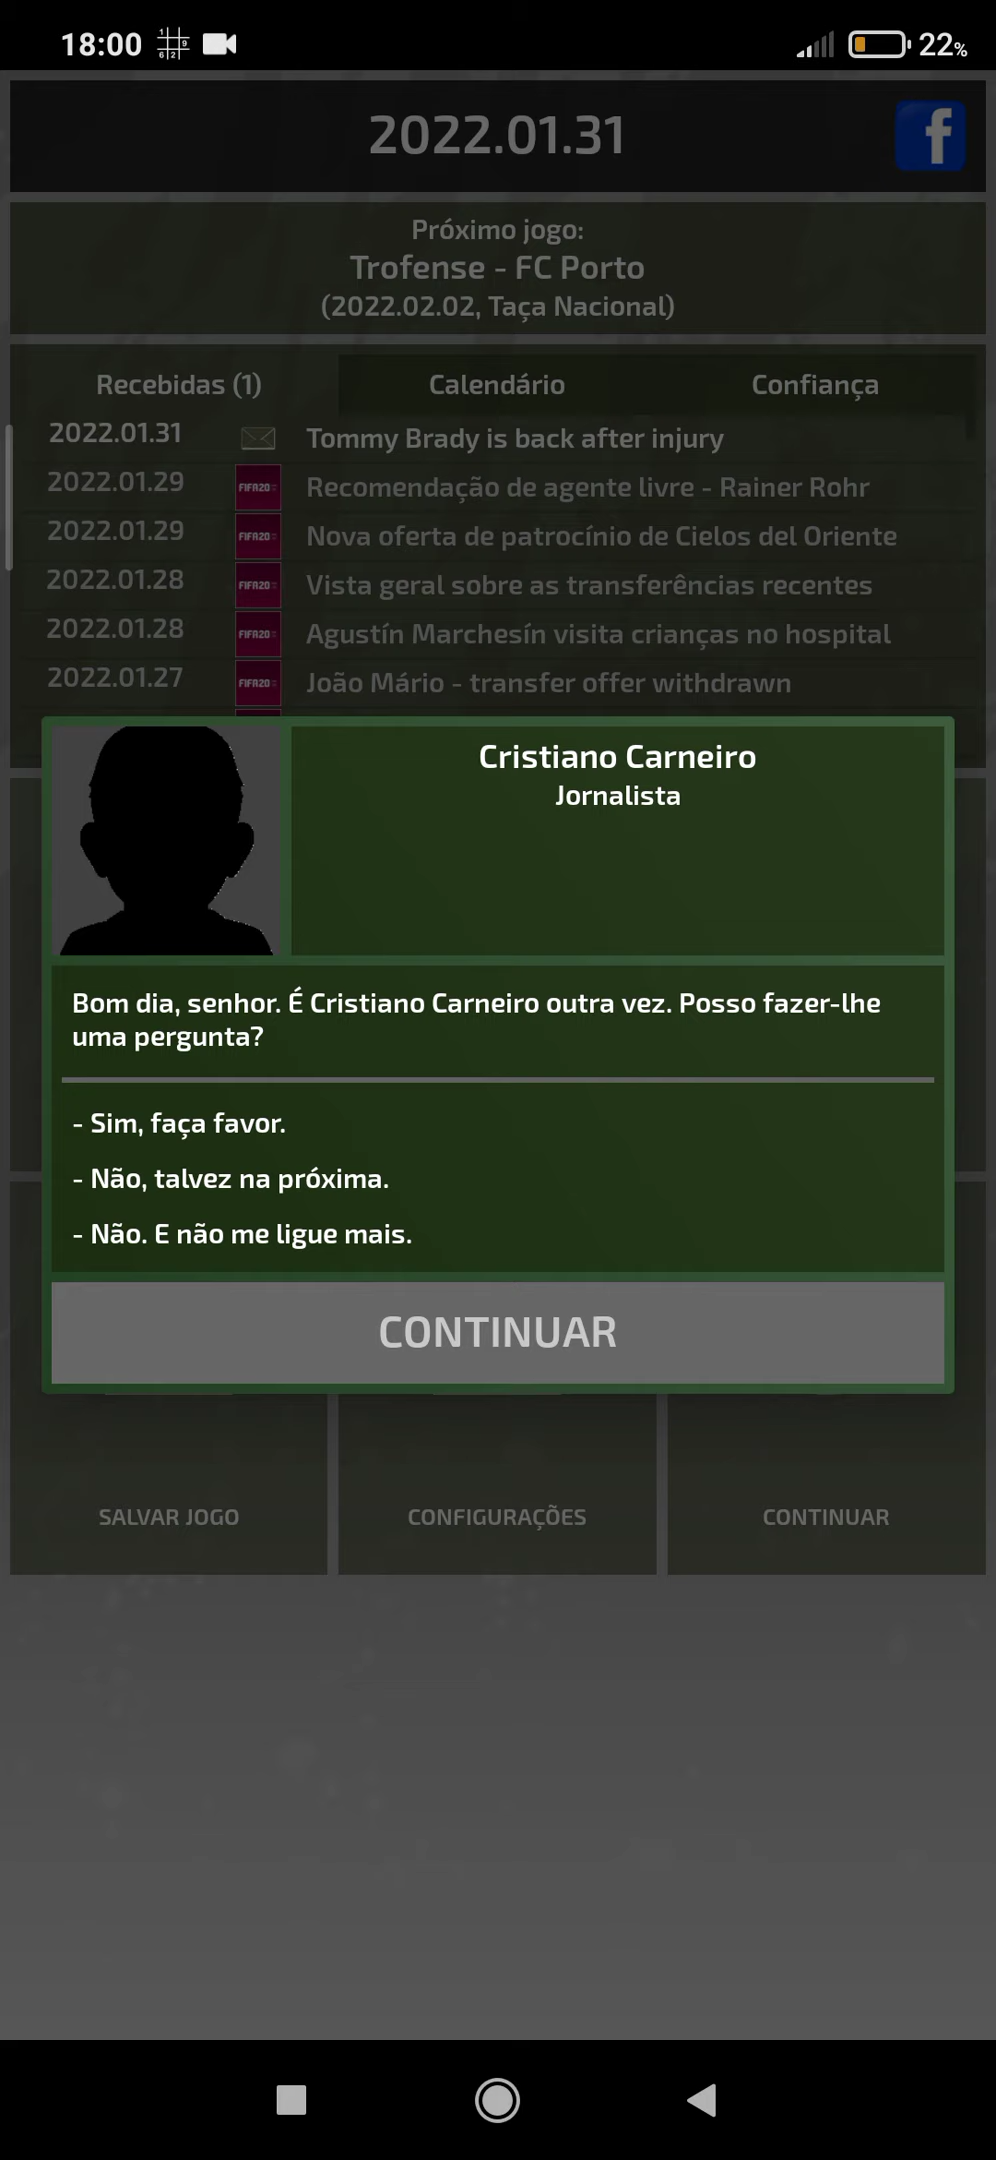 18:00
22%
2022.01.31
Próximo jogo:
Trofense - FC Porto
(2022.02.02, Taça Nacional)
Recebidas (1) Calendário Confiança
2022.01.31 Tommy Brady is back after injury
2022.01.29 FIFA20 Recomendação de agente livre - Rainer Rohr
2022.01.29 FIFA20 Nova oferta de patrocínio de Cielos del Oriente
2022.01.28 FIFA20 Vista geral sobre as transferências recentes
2022.01.28 FIFA20 Agustín Marchesín visita crianças no hospital
2022.01.27 FIFA20 João Mário - transfer offer withdrawn
Cristiano Carneiro
Jornalista
Bom dia, senhor. É Cristiano Carneiro outra vez. Posso fazer-lhe
uma pergunta?
- Sim, faça favor.
- Não, talvez na próxima.
- Não. E não me ligue mais.
CONTINUAR
SALVAR JOGO CONFIGURAÇÕES CONTINUAR